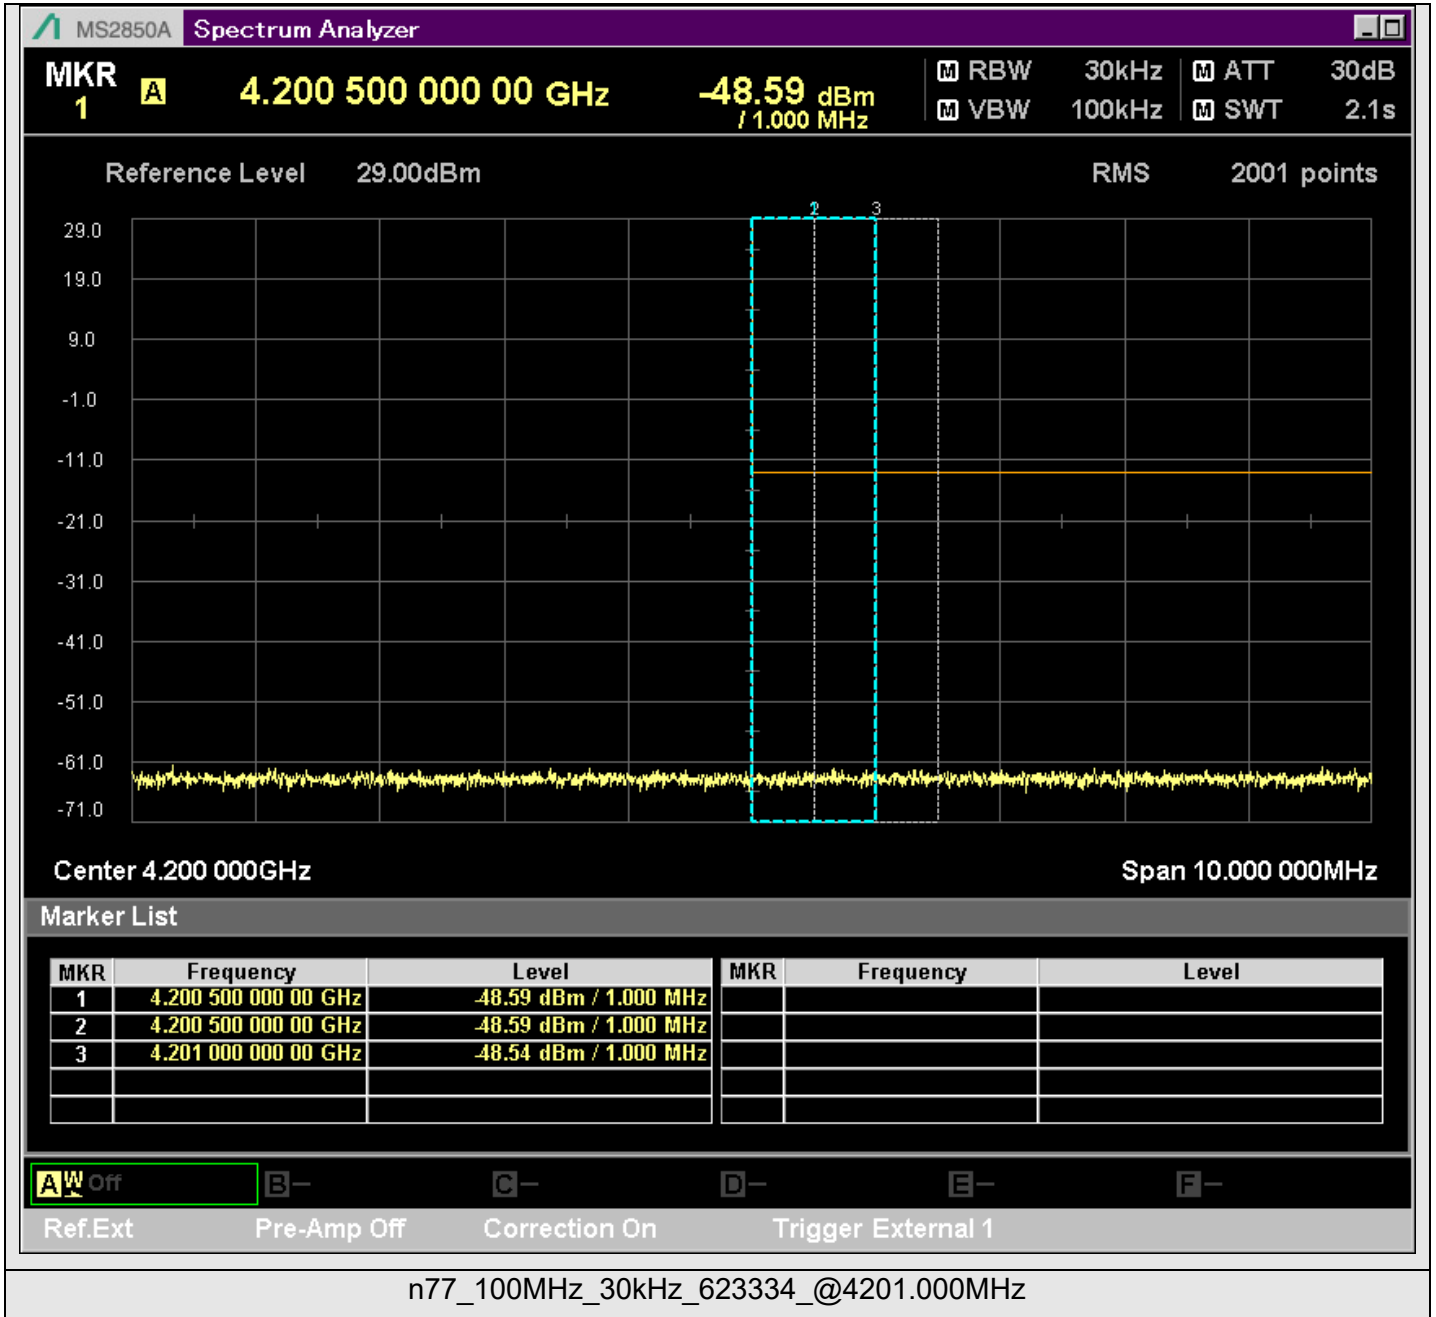 MS2850A Spectrum Analyzer
MKR 1 A 4.200 500 000 00 GHz -48.59 dBm / 1.000 MHz
M RBW 30kHz M ATT 30dB
M VBW 100kHz M SWT 2.1s
Reference Level 29.00dBm RMS 2001 points
2 3
29.0
19.0
9.0
-1.0
-11.0
-21.0
-31.0
-41.0
-51.0
-61.0
-71.0
Center 4.200 000GHz Span 10.000 000MHz
Marker List
MKR Frequency Level MKR Frequency Level
1 4.200 500 000 00 GHz -48.59 dBm / 1.000 MHz
2 4.200 500 000 00 GHz -48.59 dBm / 1.000 MHz
3 4.201 000 000 00 GHz -48.54 dBm / 1.000 MHz
A W Off B - C - D - E - F -
Ref.Ext Pre-Amp Off Correction On Trigger External 1
n77_100MHz_30kHz_623334_@4201.000MHz